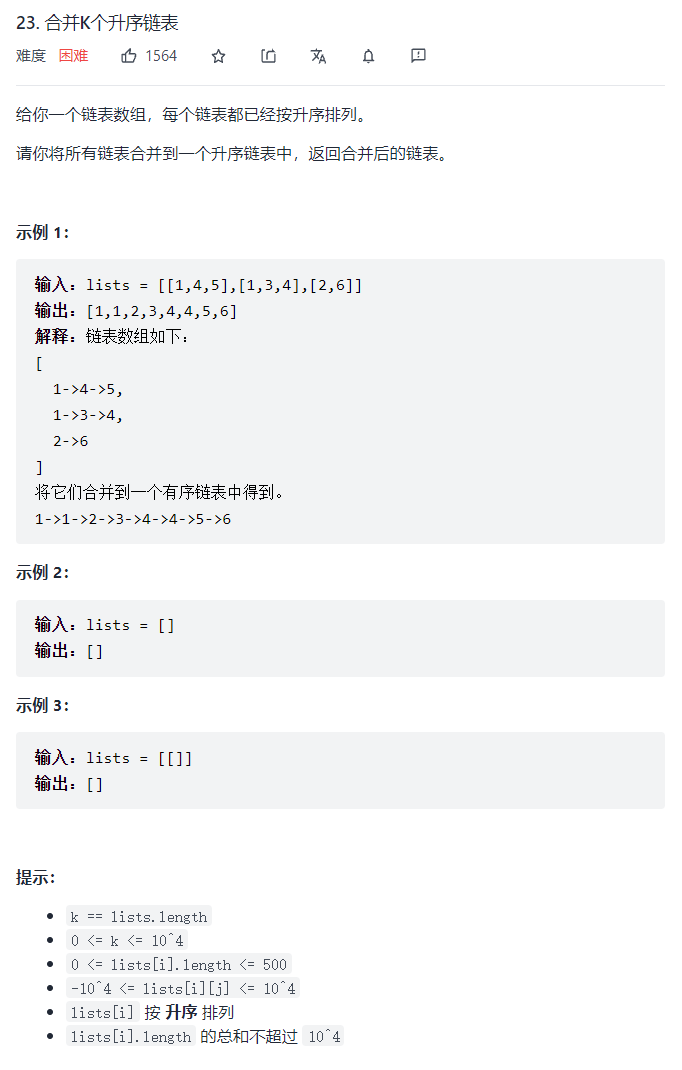 23. 合并K个升序链表
难度 困难 1564
给你一个链表数组，每个链表都已经按升序排列。
请你将所有链表合并到一个升序链表中，返回合并后的链表。
示例 1：
输入：lists = [[1,4,5],[1,3,4],[2,6]]
输出：[1,1,2,3,4,4,5,6]
解释：链表数组如下：
[
  1->4->5,
  1->3->4,
  2->6
]
将它们合并到一个有序链表中得到。
1->1->2->3->4->4->5->6
示例 2：
输入：lists = []
输出：[]
示例 3：
输入：lists = [[]]
输出：[]
提示：
k == lists.length
0 <= k <= 10^4
0 <= lists[i].length <= 500
-10^4 <= lists[i][j] <= 10^4
lists[i] 按 升序 排列
lists[i].length 的总和不超过 10^4